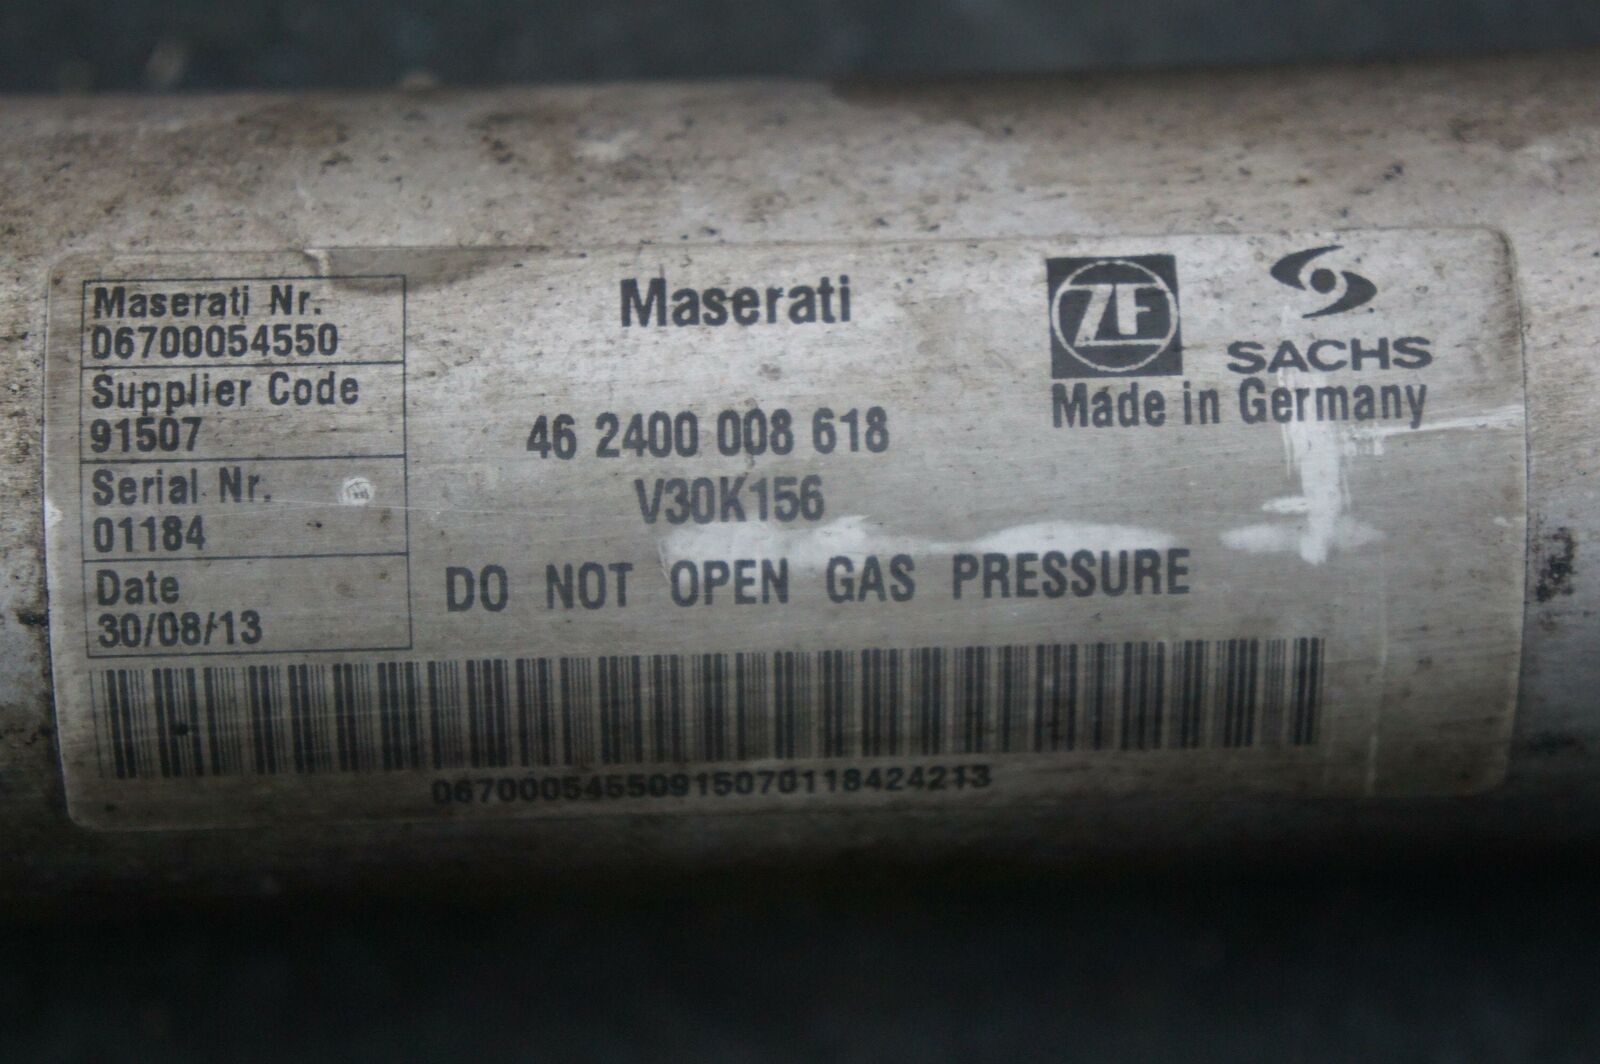 Maserati Nr.
06700054550
Supplier Code
91507
Serial Nr.
01184
Date
30/08/13
Maserati
46 2400 008 618
V30K156
DO NOT OPEN GAS PRESSURE
ZF
SACHS
Made in Germany
06700054550915070118424213